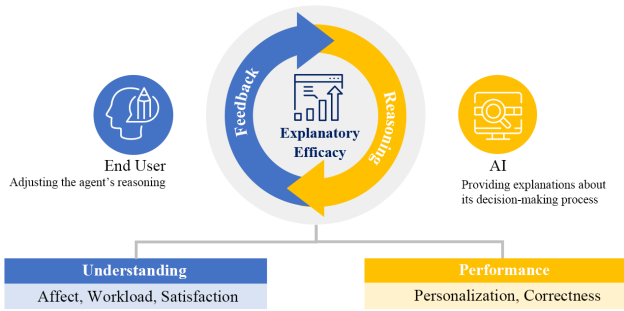 Feedback
Reasoning
Explanatory
Efficacy
End User
Adjusting the agent's reasoning
AI
Providing explanations about
its decision-making process
Understanding
Affect, Workload, Satisfaction
Performance
Personalization, Correctness